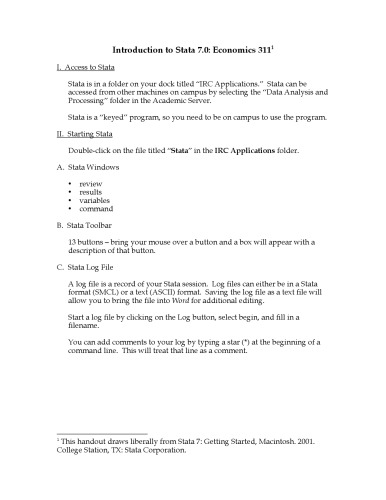 Introduction to Stata 7.0: Economics 311¹
I. Access to Stata
Stata is in a folder on your dock titled “IRC Applications.” Stata can be
accessed from other machines on campus by selecting the “Data Analysis and
Processing” folder in the Academic Server.
Stata is a “keyed” program, so you need to be on campus to use the program.
II. Starting Stata
Double-click on the file titled “Stata” in the IRC Applications folder.
A. Stata Windows
• review
• results
• variables
• command
B. Stata Toolbar
13 buttons – bring your mouse over a button and a box will appear with a
description of that button.
C. Stata Log File
A log file is a record of your Stata session. Log files can either be in a Stata
format (SMCL) or a text (ASCII) format. Saving the log file as a text file will
allow you to bring the file into Word for additional editing.
Start a log file by clicking on the Log button, select begin, and fill in a
filename.
You can add comments to your log by typing a star (*) at the beginning of a
command line. This will treat that line as a comment.
¹ This handout draws liberally from Stata 7: Getting Started, Macintosh. 2001.
College Station, TX: Stata Corporation.